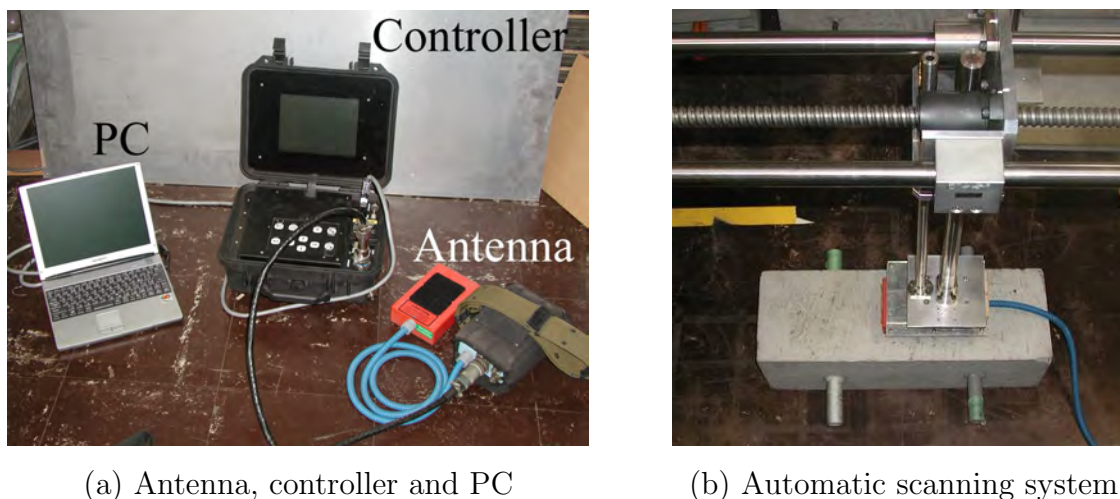 Controller
PC
Antenna
(a) Antenna, controller and PC
(b) Automatic scanning system